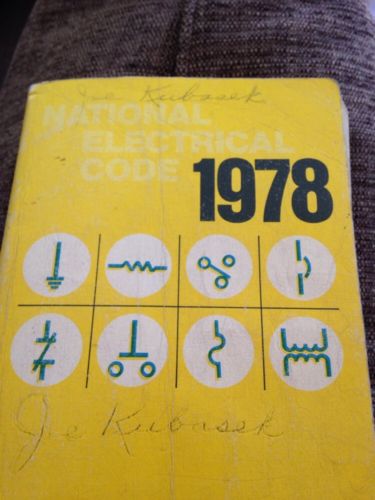 Joe Kubasek
NATIONAL
ELECTRICAL
CODE 1978
Joe Kubasek